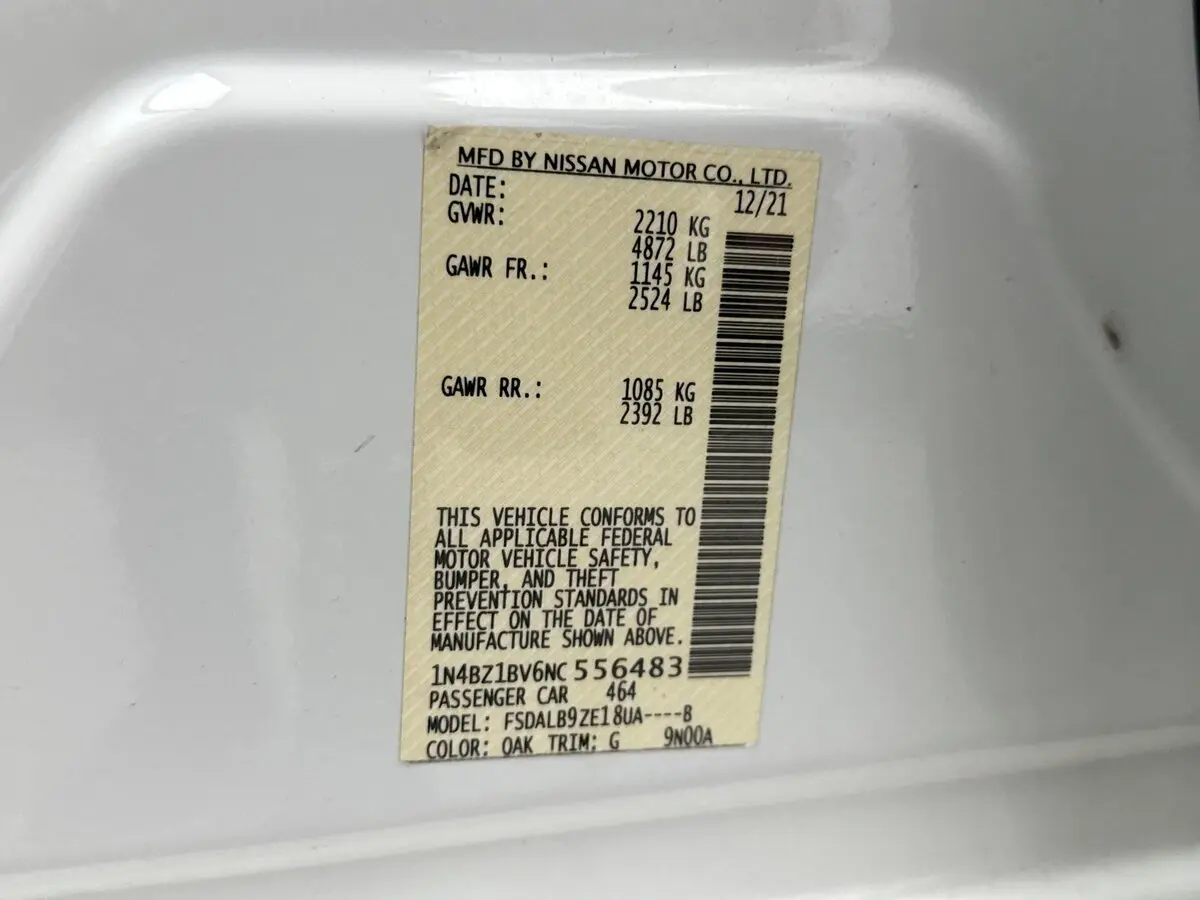 MFD BY NISSAN MOTOR CO., LTD.
DATE: 12/21
GVWR: 2210 KG
4872 LB
GAWR FR.: 1145 KG
2524 LB
GAWR RR.: 1085 KG
2392 LB
THIS VEHICLE CONFORMS TO
ALL APPLICABLE FEDERAL
MOTOR VEHICLE SAFETY,
BUMPER, AND THEFT
PREVENTION STANDARDS IN
EFFECT ON THE DATE OF
MANUFACTURE SHOWN ABOVE.
1N4BZ1BV6NC 556483
PASSENGER CAR 464
MODEL: FSDALB9ZE18UA----B
COLOR: QAK TRIM: G 9N00A